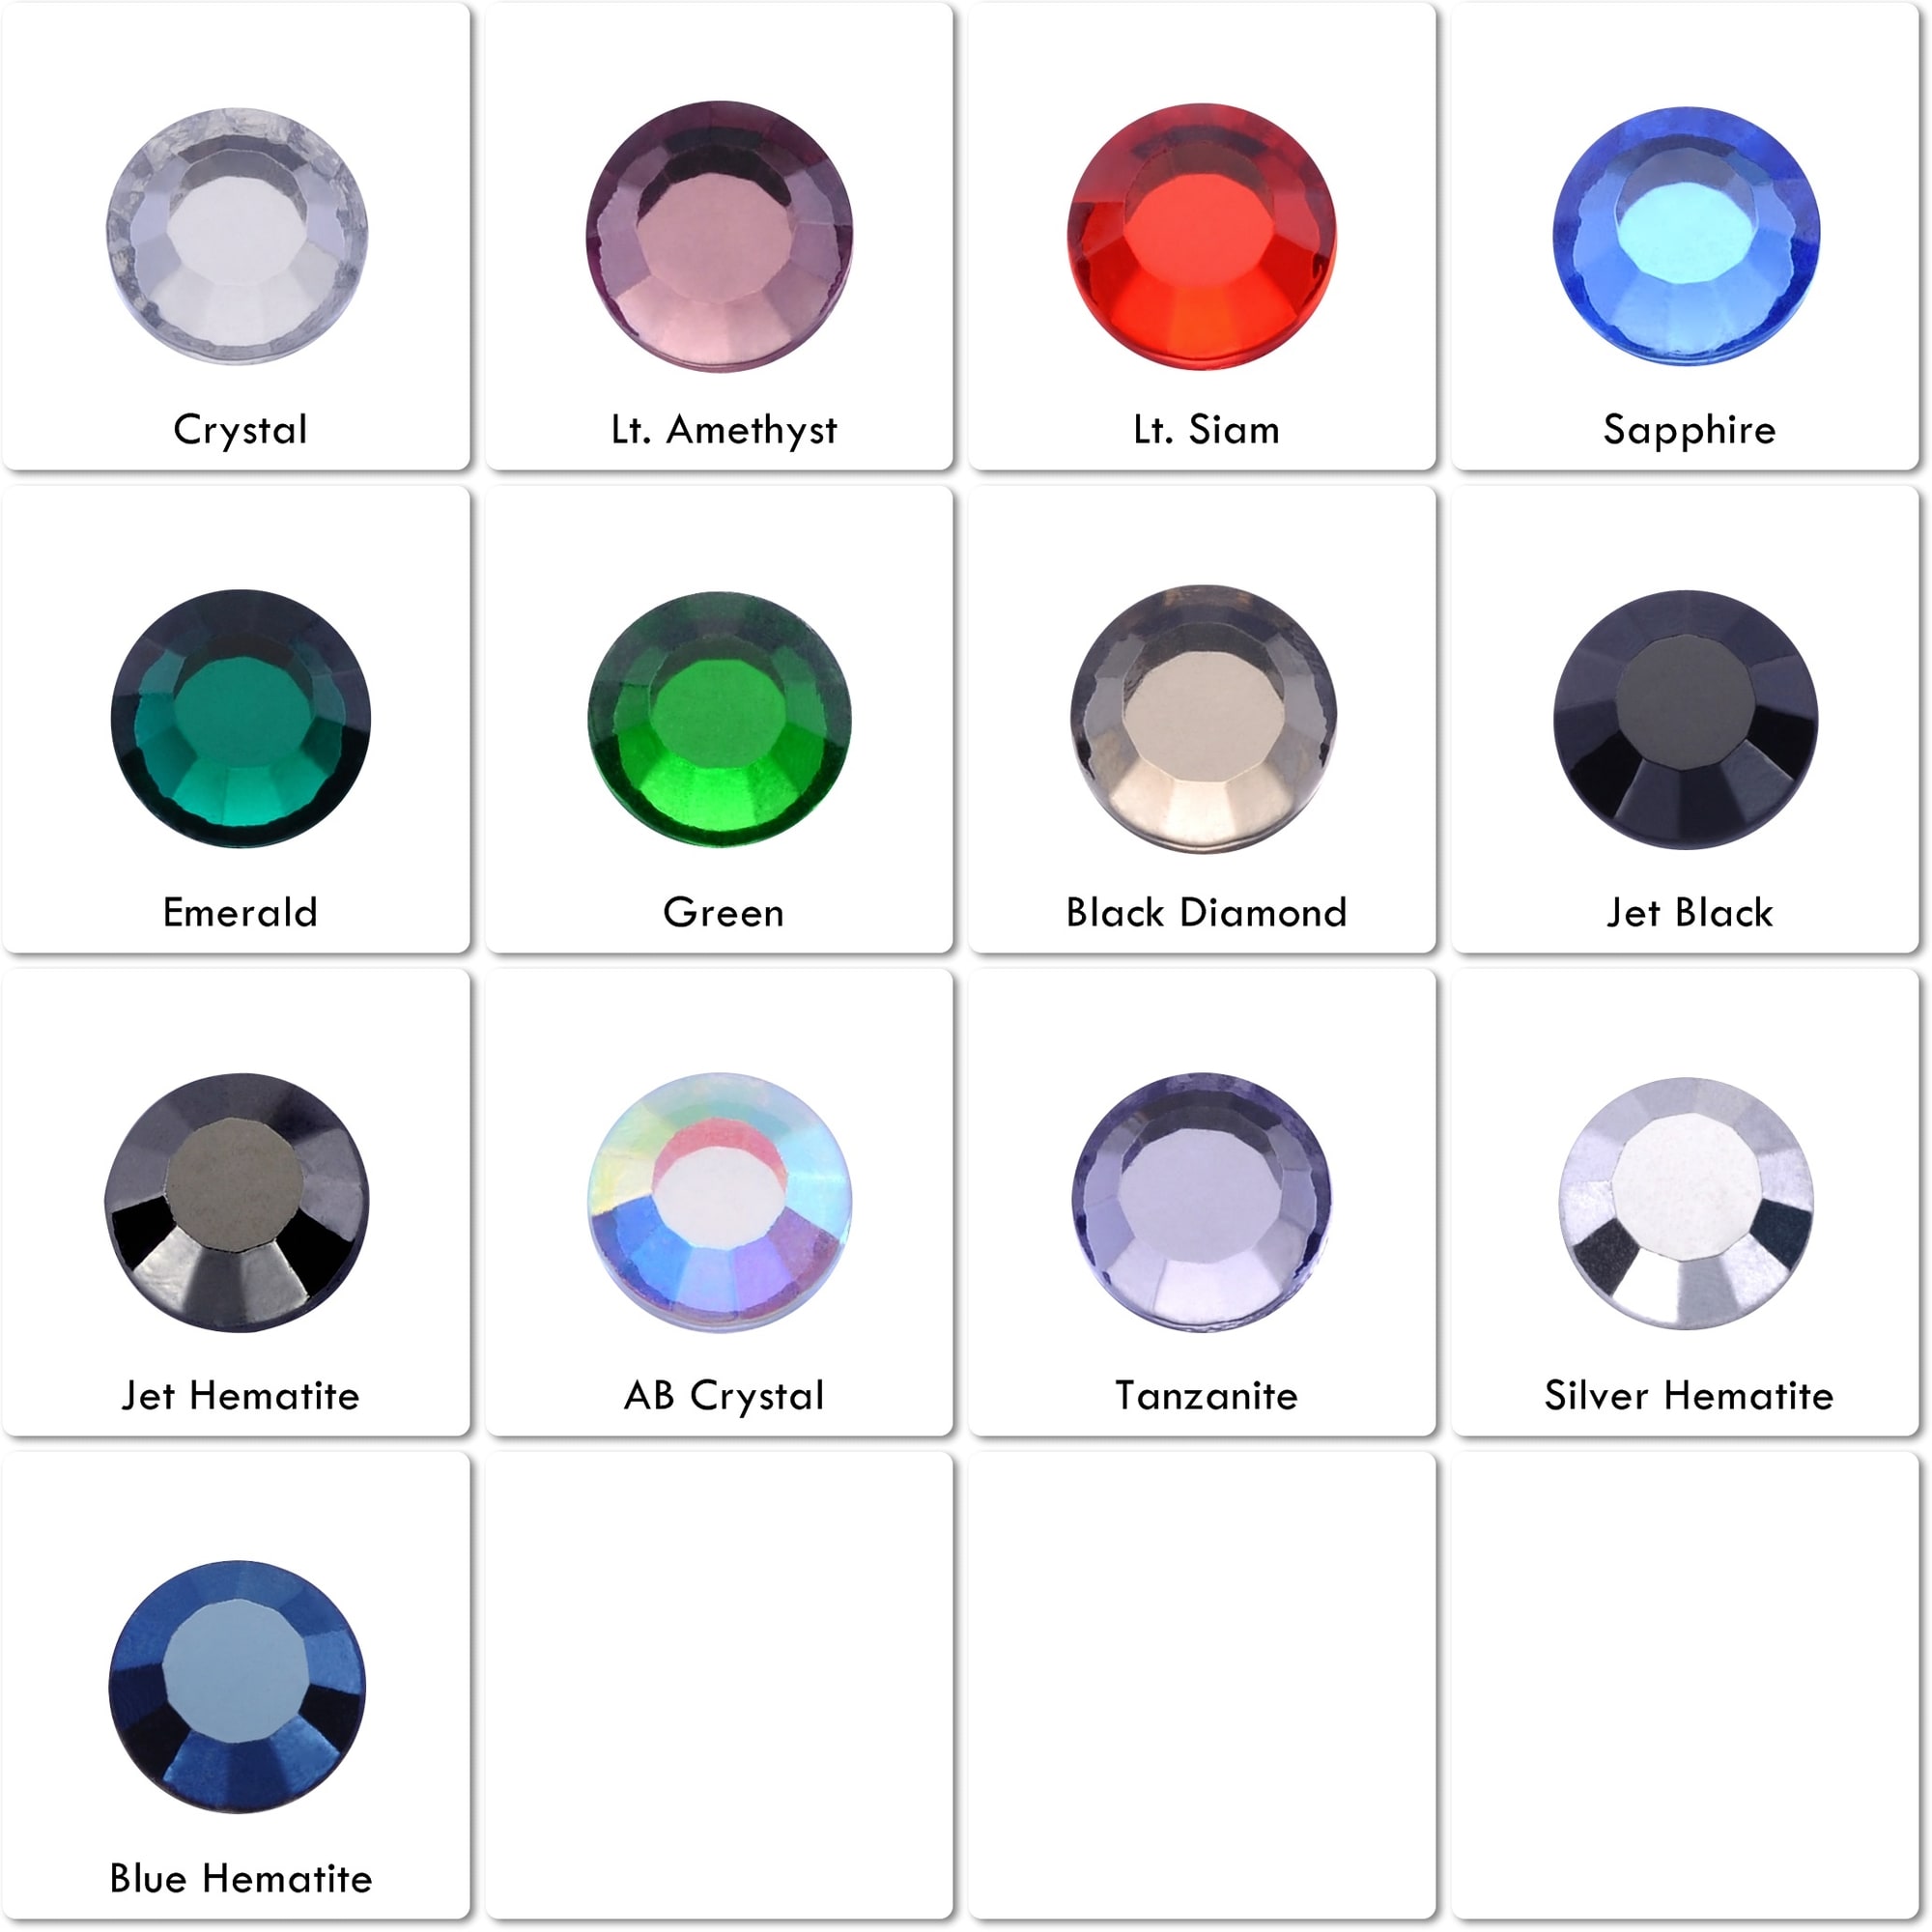 Crystal
Lt. Amethyst
Lt. Siam
Sapphire
Emerald
Green
Black Diamond
Jet Black
Jet Hematite
AB Crystal
Tanzanite
Silver Hematite
Blue Hematite